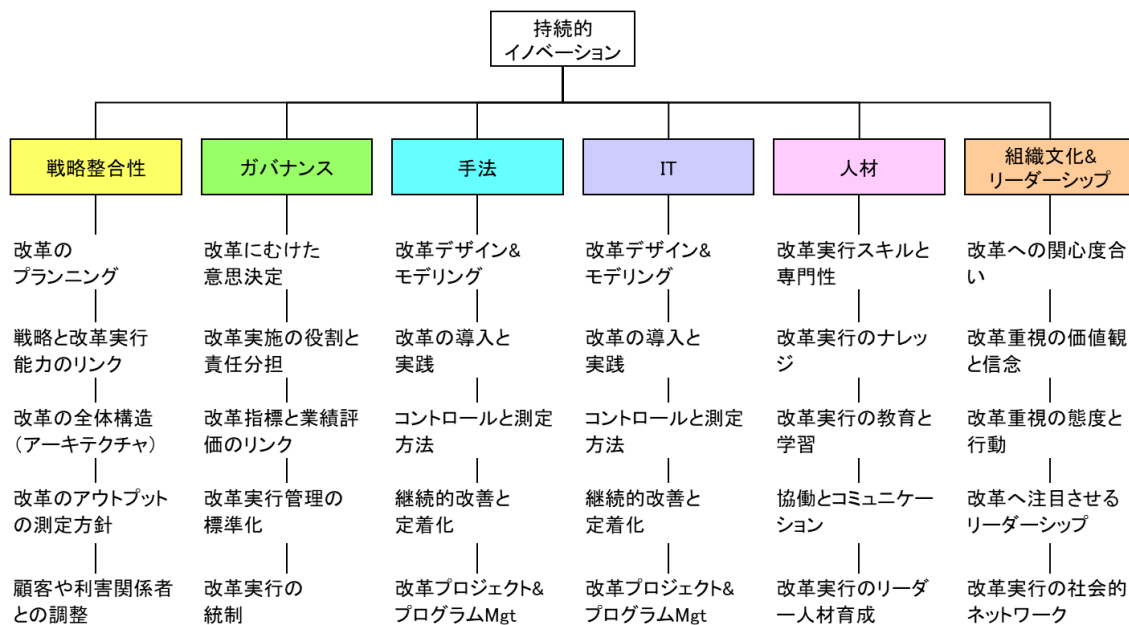 持続的
イノベーション
戦略整合性
ガバナンス
手法
IT
人材
組織文化&
リーダーシップ
改革の
プランニング
戦略と改革実行
能力のリンク
改革の全体構造
(アーキテクチャ)
改革のアウトプット
の測定方針
顧客や利害関係者
との調整
改革にむけた
意思決定
改革実施の役割と
責任分担
改革指標と業績評
価のリンク
改革実行管理の
標準化
改革実行の
統制
改革デザイン&
モデリング
改革の導入と
実践
コントロールと測定
方法
継続的改善と
定着化
改革プロジェクト&
プログラムMgt
改革デザイン&
モデリング
改革の導入と
実践
コントロールと測定
方法
継続的改善と
定着化
改革プロジェクト&
プログラムMgt
改革実行スキルと
専門性
改革実行のナレッ
ジ
改革実行の教育と
学習
協働とコミュニケー
ション
改革実行のリーダ
ー人材育成
改革への関心度合
い
改革重視の価値観
と信念
改革重視の態度と
行動
改革へ注目させる
リーダーシップ
改革実行の社会的
ネットワーク